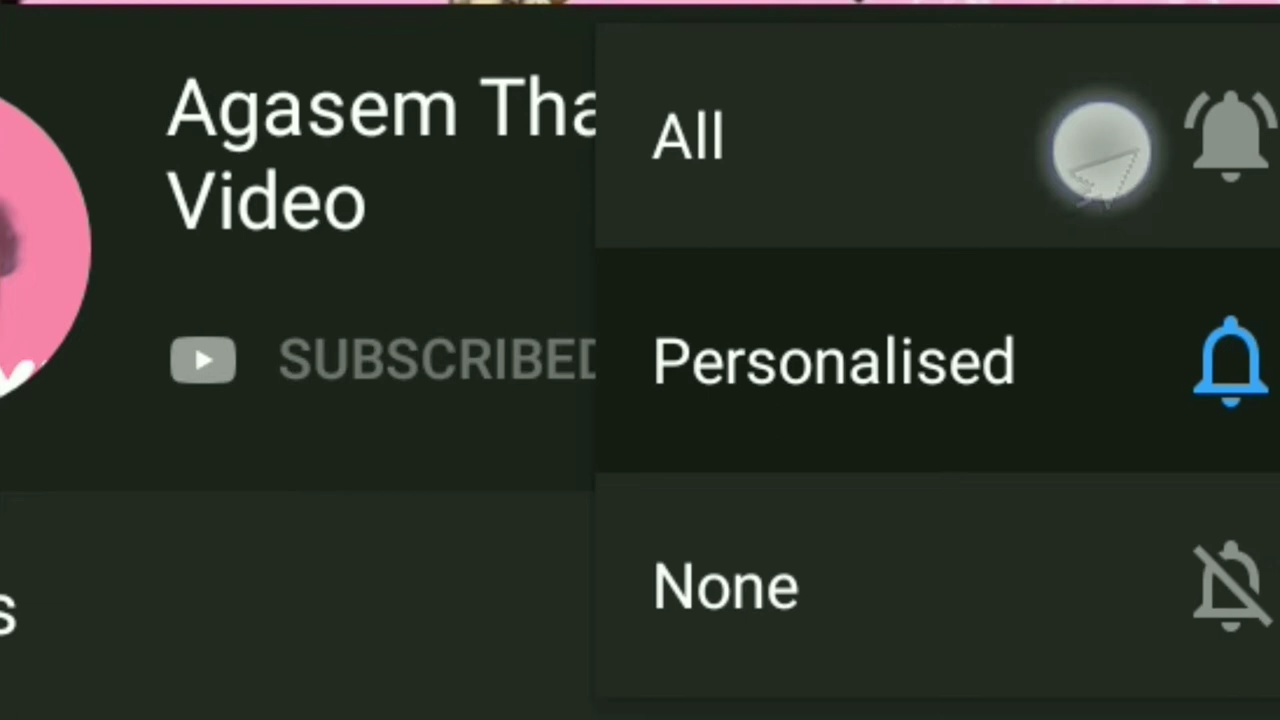 Agasem Tha
Video
SUBSCRIBED
s
All
Personalised
None